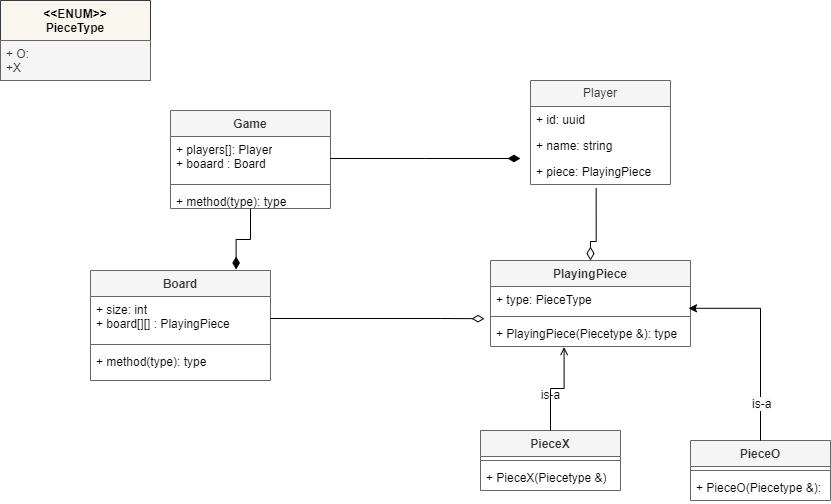 <<ENUM>>
PieceType
+ O:
+X
Player
+ id: uuid
+ name: string
+ piece: PlayingPiece
Game
+ players[]: Player
+ boaard : Board
+ method(type): type
Board
+ size: int
+ board[][] : PlayingPiece
+ method(type): type
PlayingPiece
+ type: PieceType
+ PlayingPiece(Piecetype &): type
is-a
is-a
PieceX
+ PieceX(Piecetype &)
PieceO
+ PieceO(Piecetype &):